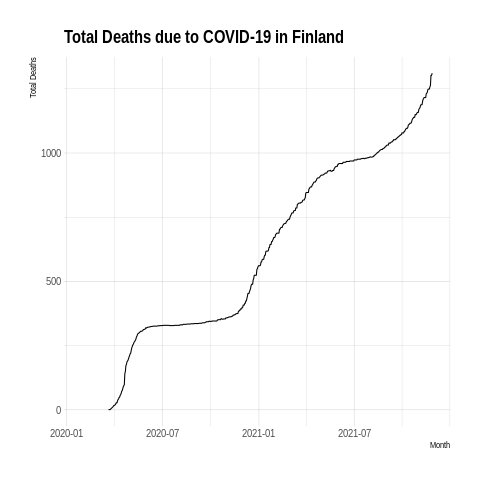 Total Deaths due to COVID-19 in Finland
Total Deaths
1000
500
0
2020-01 2020-07 2021-01 2021-07
Month